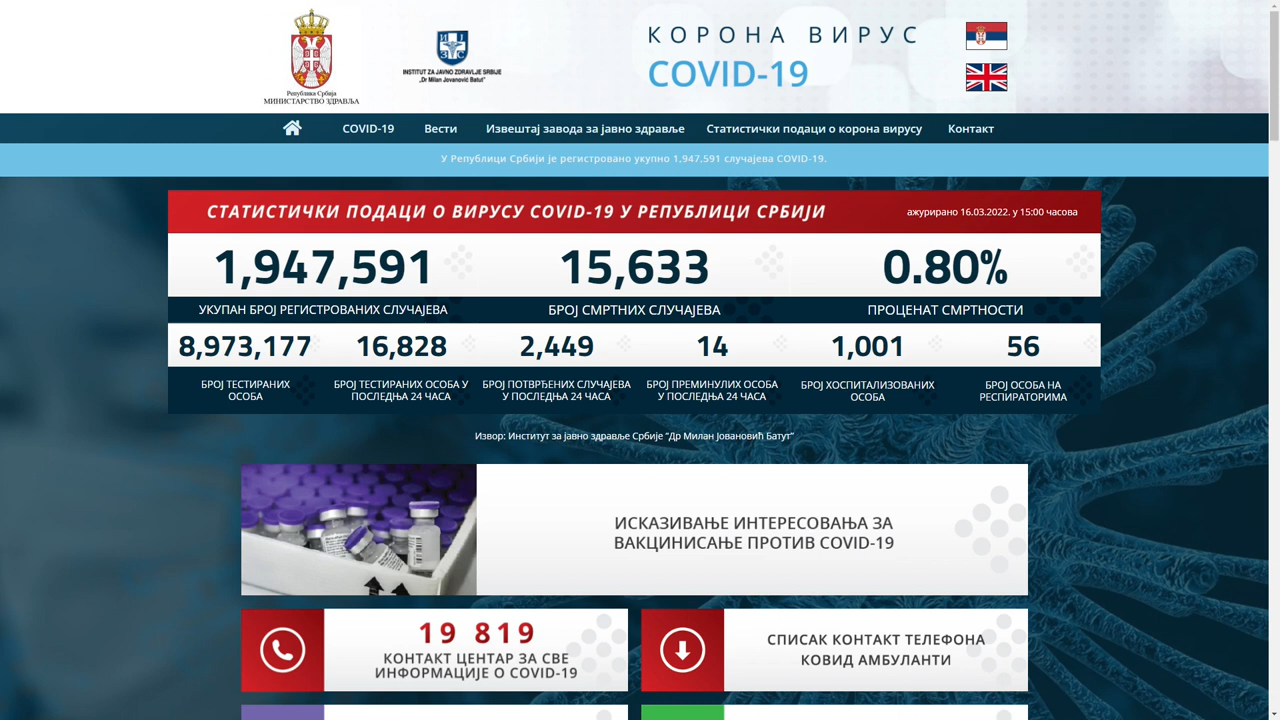 Република Србија
МИНИСТАРСТВО ЗДРАВЉА
ИЈЗС
INSTITUT ZA JAVNO ZDRAVLJE SRBIJE
„Dr Milan Jovanović Batut“
КОРОНА ВИРУС
COVID-19
COVID-19 Вести Извештај завода за јавно здравље Статистички подаци о корона вирусу Контакт
У Републици Србији је регистровано укупно 1,947,591 случајева COVID-19.
СТАТИСТИЧКИ ПОДАЦИ О ВИРУСУ COVID-19 У РЕПУБЛИЦИ СРБИЈИ
ажурирано 16.03.2022. у 15:00 часова
1,947,591
УКУПАН БРОЈ РЕГИСТРОВАНИХ СЛУЧАЈЕВА
15,633
БРОЈ СМРТНИХ СЛУЧАЈЕВА
0.80%
ПРОЦЕНАТ СМРТНОСТИ
8,973,177
БРОЈ ТЕСТИРАНИХ
ОСОБА
16,828
БРОЈ ТЕСТИРАНИХ ОСОБА У
ПОСЛЕДЊА 24 ЧАСА
2,449
БРОЈ ПОТВРЂЕНИХ СЛУЧАЈЕВА
У ПОСЛЕДЊА 24 ЧАСА
14
БРОЈ ПРЕМИНУЛИХ ОСОБА
У ПОСЛЕДЊА 24 ЧАСА
1,001
БРОЈ ХОСПИТАЛИЗОВАНИХ
ОСОБА
56
БРОЈ ОСОБА НА
РЕСПИРАТОРИМА
Извор: Институт за јавно здравље Србије "Др Милан Јовановић Батут"
ИСКАЗИВАЊЕ ИНТЕРЕСОВАЊА ЗА
ВАКЦИНИСАЊЕ ПРОТИВ COVID-19
19 819
КОНТАКТ ЦЕНТАР ЗА СВЕ
ИНФОРМАЦИЈЕ О COVID-19
СПИСАК КОНТАКТ ТЕЛЕФОНА
КОВИД АМБУЛАНТИ